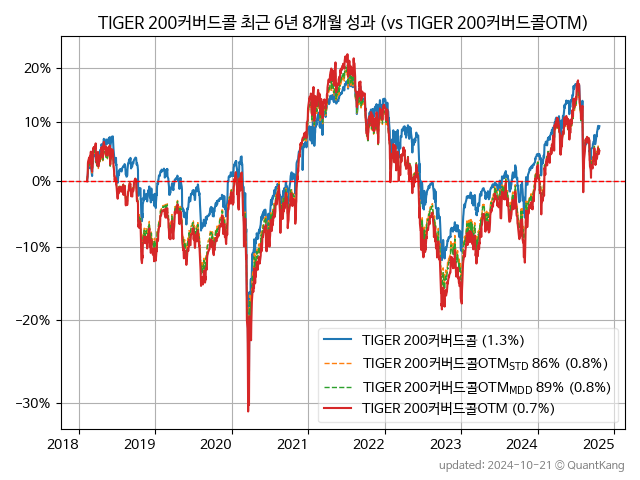 TIGER 200커버드콜 최근 6년 8개월 성과 (vs TIGER 200커버드콜OTM)
20%
10%
0%
−10%
−20%
−30%
TIGER 200커버드콜 (1.3%)
TIGER 200커버드콜OTM_STD 86% (0.8%)
TIGER 200커버드콜OTM_MDD 89% (0.8%)
TIGER 200커버드콜OTM (0.7%)
2018 2019 2020 2021 2022 2023 2024 2025
updated: 2024-10-21 © QuantKang